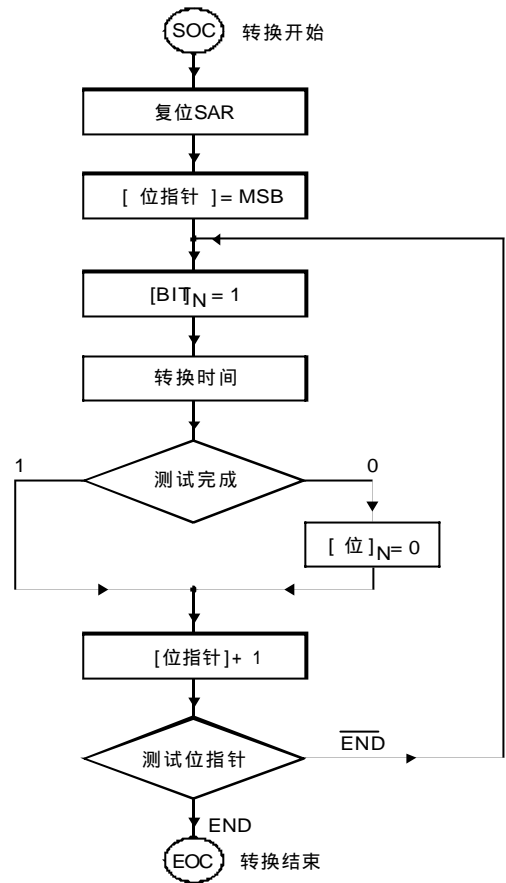 SOC 转换开始
复位SAR
[ 位指针 ]= MSB
[BIT]N = 1
转换时间
1 测试完成 0
[ 位 ]N= 0
[位指针]+ 1
测试位指针 END
END
EOC 转换结束